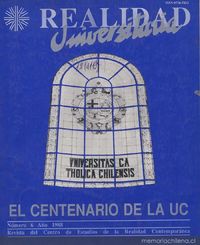 REALIDAD
Universitaria
UNIVERSITAS CA
THOLICA CHILENSIS
EL CENTENARIO DE LA UC
Número 6 Año 1988
Revista del Centro de Estudios de la Realidad Contemporánea
memoriachilena.cl